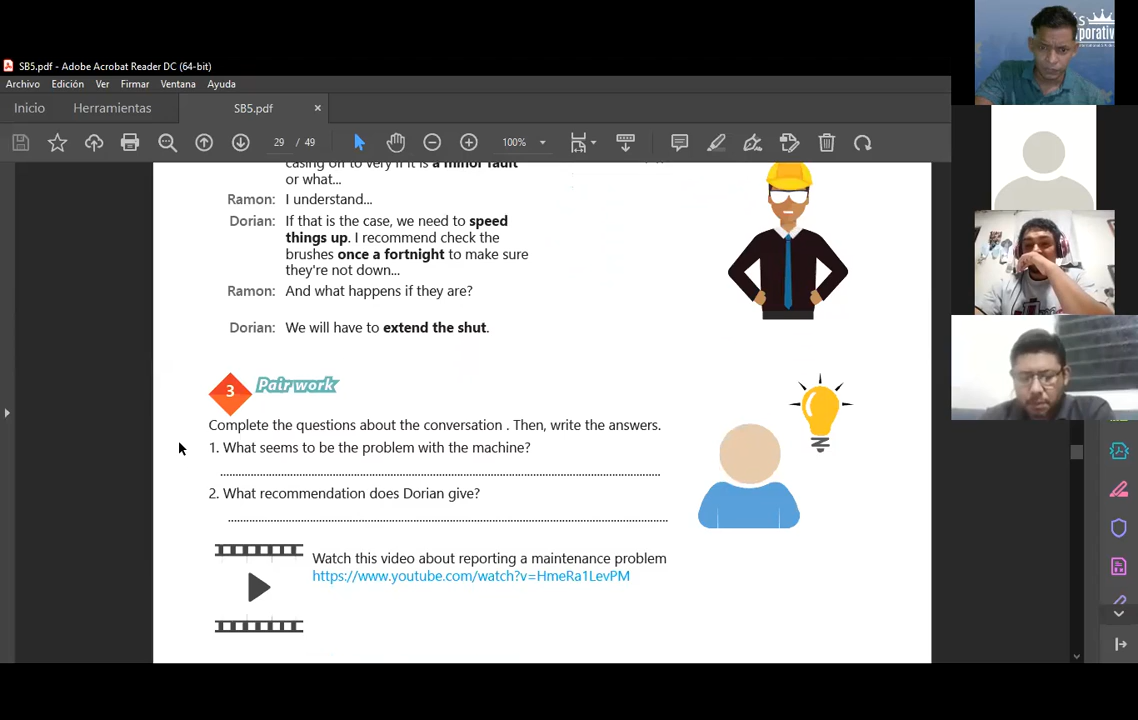 SB5.pdf - Adobe Acrobat Reader DC (64-bit)
Archivo Edición Ver Firmar Ventana Ayuda
Inicio Herramientas SB5.pdf ×
29 / 49 100%
casing off to very if it is a minor fault
or what...
Ramon: I understand...
Dorian: If that is the case, we need to speed
things up. I recommend check the
brushes once a fortnight to make sure
they're not down...
Ramon: And what happens if they are?
Dorian: We will have to extend the shut.
3 Pair work
Complete the questions about the conversation . Then, write the answers.
1. What seems to be the problem with the machine?
2. What recommendation does Dorian give?
Watch this video about reporting a maintenance problem
https://www.youtube.com/watch?v=HmeRa1LevPM